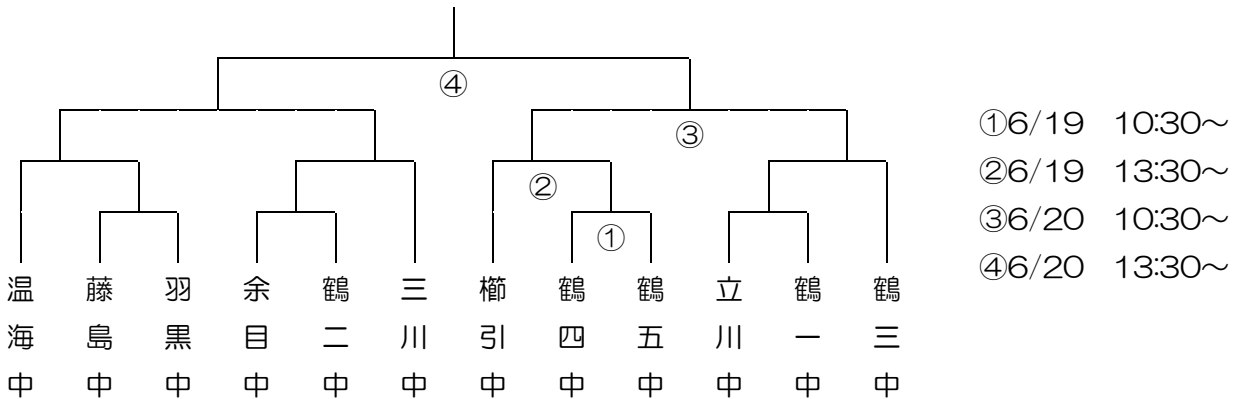 ④
③
②
①
温海中
藤島中
羽黒中
余目中
鶴二中
三川中
櫛引中
鶴四中
鶴五中
立川中
鶴一中
鶴三中
①6/19 10:30～
②6/19 13:30～
③6/20 10:30～
④6/20 13:30～